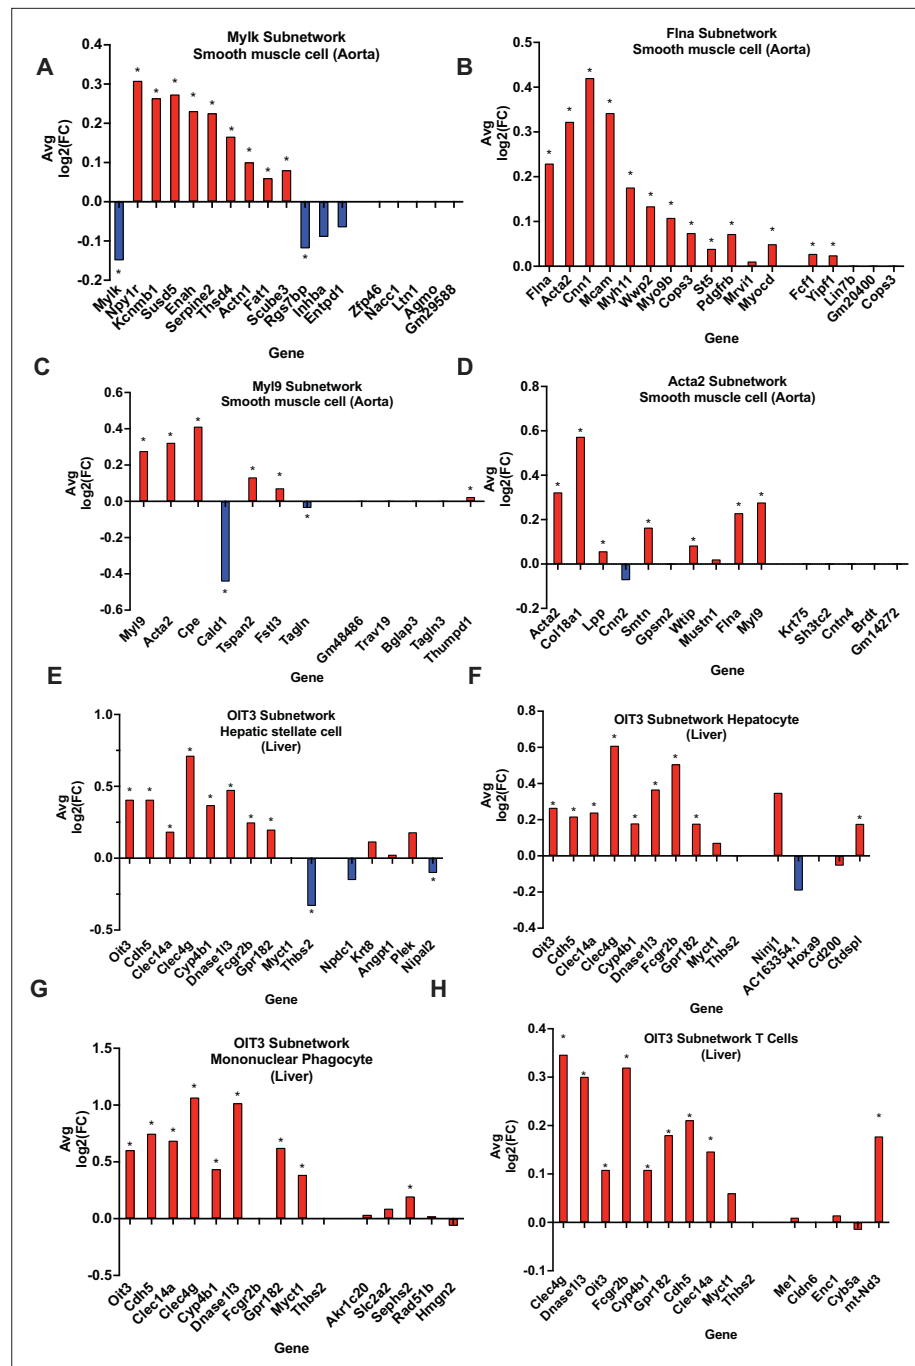 A
Mylk Subnetwork
Smooth muscle cell (Aorta)
Avg
log2(FC)
0.4
0.3
0.2
0.1
0.0
-0.1
-0.2
* * * * * * * * * * * *
Mylk Npy1r Kcnmb1 Susd5 Enah Serpine2 Thsd4 Actn1 Fat1 Scube3 Rgs7bp Inhba Entpd1 Zfp46 Nacc1 Ltn1 Agmo Gm29588
Gene
B
Flna Subnetwork
Smooth muscle cell (Aorta)
Avg
log2(FC)
0.5
0.4
0.3
0.2
0.1
0.0
* * * * * * * * * * * * *
Flna Acta2 Cnn1 Mcam Myh11 Wwp2 Myo9b Cops3 St5 Pdgfrb Mrvi1 Myocd Fcf1 Yipf1 Lin7b Gm20400 Cops3
Gene
C
Myl9 Subnetwork
Smooth muscle cell (Aorta)
Avg
log2(FC)
0.6
0.4
0.2
0.0
-0.2
-0.4
-0.6
* * * * * * * *
Myl9 Acta2 Cpe Cald1 Tspan2 Fstl3 Tagln Gm48486 Trav19 Bglap3 Tagln3 Thumpd1
Gene
D
Acta2 Subnetwork
Smooth muscle cell (Aorta)
Avg
log2(FC)
0.8
0.6
0.4
0.2
0.0
-0.2
* * * * * * *
Acta2 Col18a1 Lpp Cnn2 Smtn Gpsm2 Wtip Mustn1 Flna Myl9 Krt75 Sh3tc2 Cntn4 Brdt Gm14272
Gene
E
OIT3 Subnetwork
Hepatic stellate cell
(Liver)
Avg
log2(FC)
1.0
0.5
0.0
-0.5
* * * * * * * * * *
Oit3 Cdh5 Clec14a Clec4g Cyp4b1 Dnase1l3 Fcgr2b Gpr182 Myct1 Thbs2 Npdc1 Krt8 Angpt1 Plek Nipal2
Gene
F
OIT3 Subnetwork Hepatocyte
(Liver)
Avg
log2(FC)
0.8
0.6
0.4
0.2
0.0
-0.2
-0.4
* * * * * * * * *
Oit3 Cdh5 Clec14a Clec4g Cyp4b1 Dnase1l3 Fcgr2b Gpr182 Myct1 Thbs2 Ninj1 AC163354.1 Hoxa9 Cd200 Ctdspl
Gene
G
OIT3 Subnetwork
Mononuclear Phagocyte
(Liver)
Avg
log2(FC)
1.5
1.0
0.5
0.0
-0.5
* * * * * * * * *
Oit3 Cdh5 Clec14a Clec4g Cyp4b1 Dnase1l3 Fcgr2b Gpr182 Myct1 Thbs2 Akr1c20 Slc2a2 Sephs2 Rad51b Hmgn2
Gene
H
OIT3 Subnetwork T Cells
(Liver)
Avg
log2(FC)
0.4
0.3
0.2
0.1
0.0
-0.1
* * * * * * * * *
Clec4g Dnase1l3 Oit3 Fcgr2b Cyp4b1 Gpr182 Cdh5 Clec14a Myct1 Thbs2 Me1 Cldn6 Enc1 Cyb5a mt-Nd3
Gene